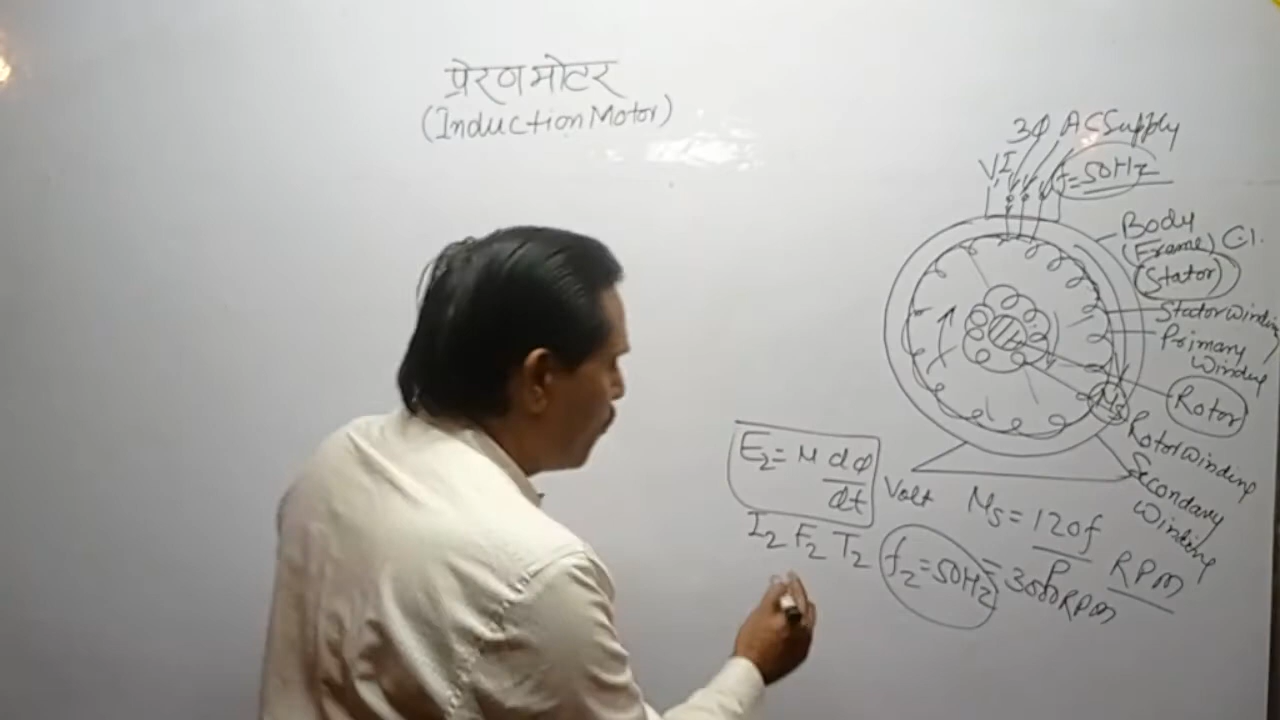 प्रेरण मोटर
(Induction Motor)
3Φ AC Supply
V, I
f=50Hz
Body
(Frame) C.I.
(Stator)
Stator Winding
Primary
Winding
Rotor
Ns
Rotor Winding
Secondary
Winding
E2 = M dΦ/dt Volt
I2 F2 T2
f2=50Hz
Ns = 120f/P RPM
= 3000 RPM